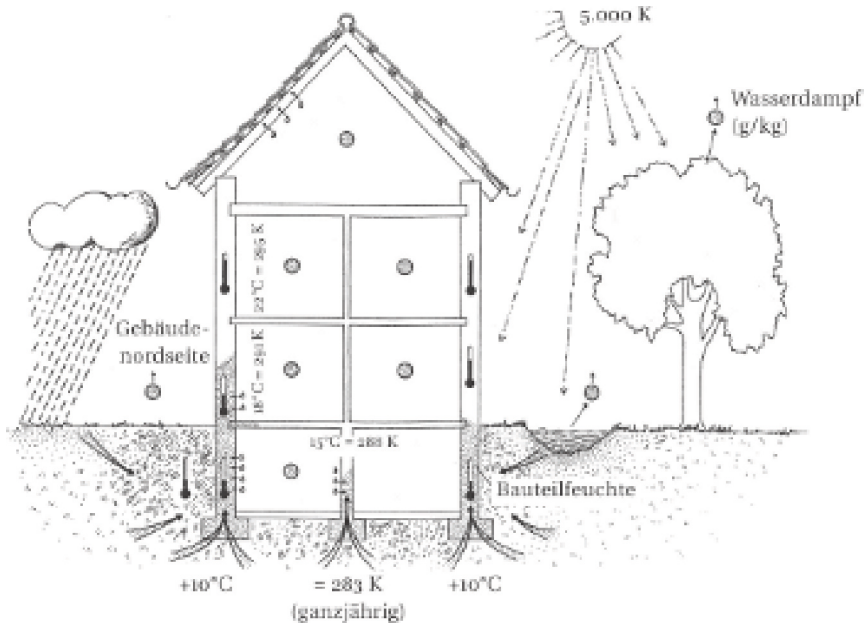 5.000 K
Wasserdampf
(g/kg)
22°C = 295 K
Gebäude-
nordseite
18°C = 291 K
15°C = 288 K
Bauteilfeuchte
+10°C
= 283 K
(ganzjährig)
+10°C